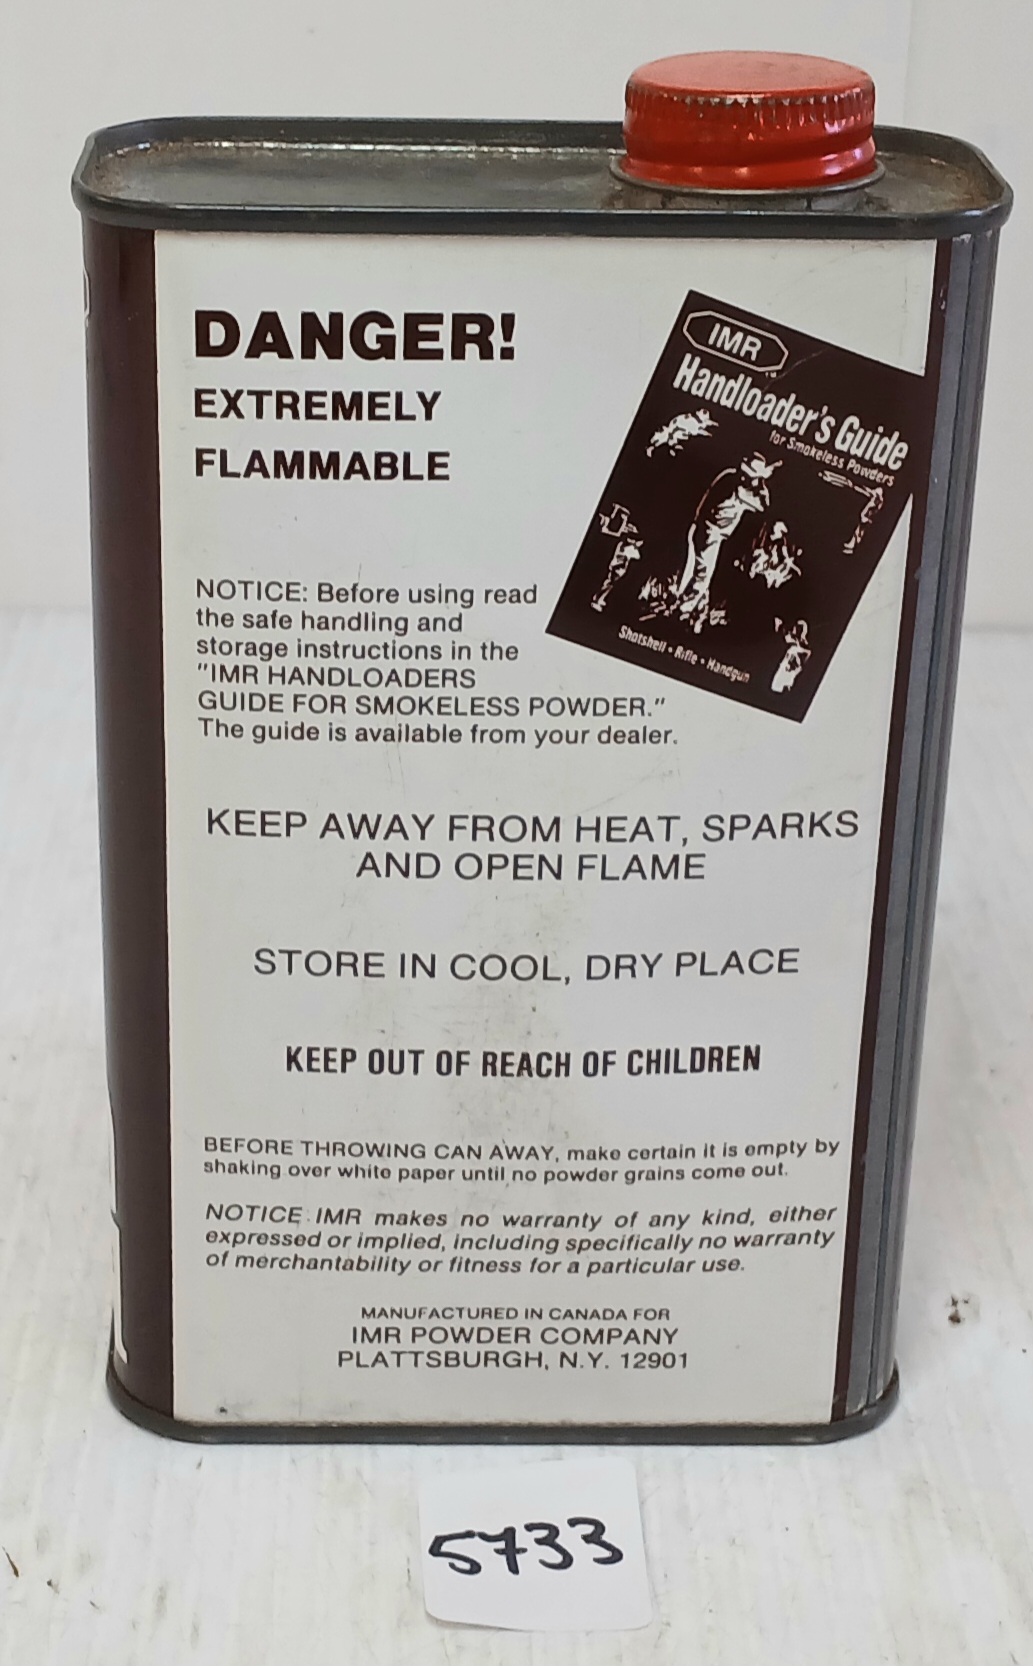 DANGER!
EXTREMELY
FLAMMABLE
IMR
Handloader's Guide
for Smokeless Powders
Shotshell • Rifle • Handgun
NOTICE: Before using read
the safe handling and
storage instructions in the
"IMR HANDLOADERS
GUIDE FOR SMOKELESS POWDER."
The guide is available from your dealer.
KEEP AWAY FROM HEAT, SPARKS
AND OPEN FLAME
STORE IN COOL, DRY PLACE
KEEP OUT OF REACH OF CHILDREN
BEFORE THROWING CAN AWAY, make certain it is empty by
shaking over white paper until no powder grains come out.
NOTICE: IMR makes no warranty of any kind, either
expressed or implied, including specifically no warranty
of merchantability or fitness for a particular use.
MANUFACTURED IN CANADA FOR
IMR POWDER COMPANY
PLATTSBURGH, N.Y. 12901
5733